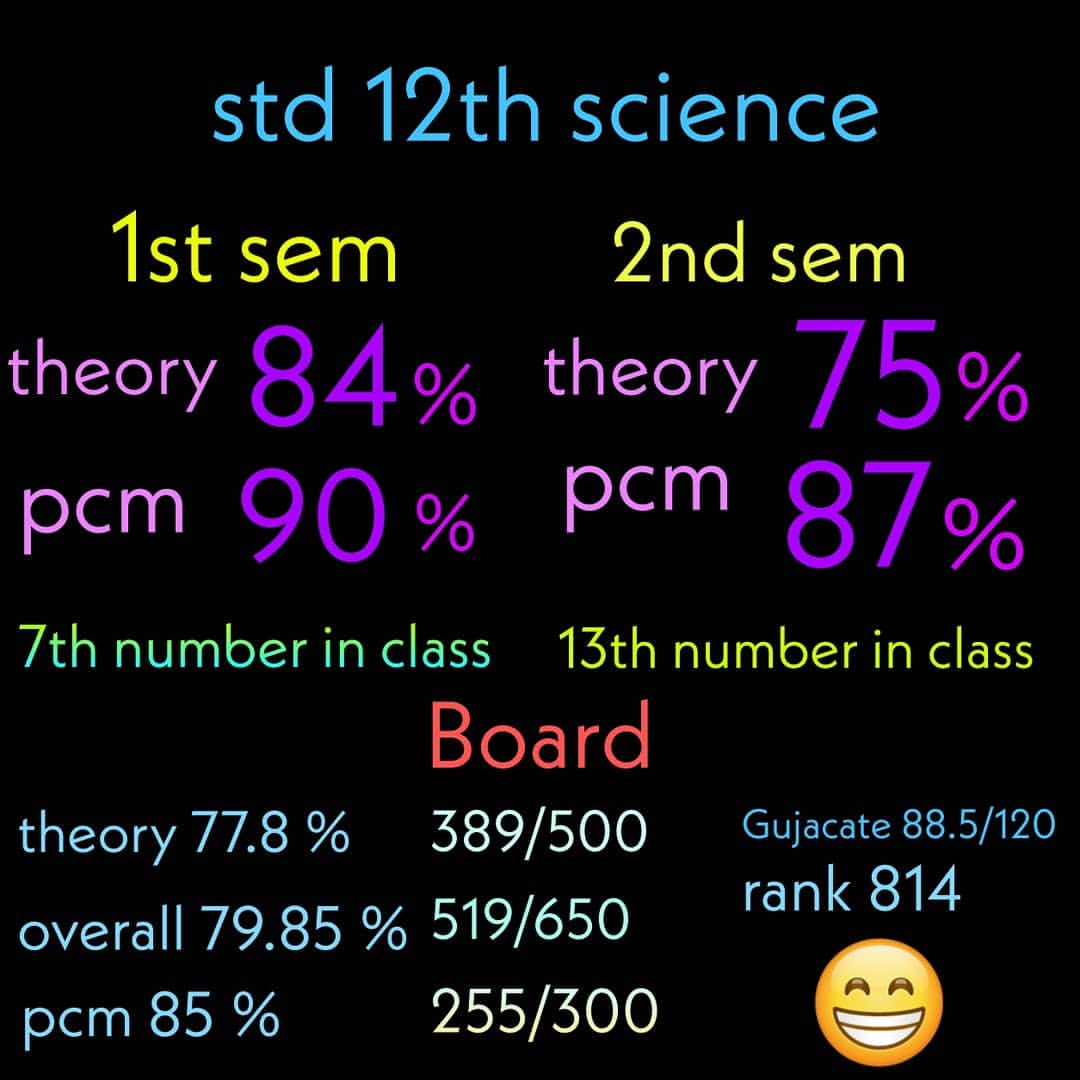 std 12th science
1st sem
theory 84%
pcm 90 %
7th number in class
2nd sem
theory 75%
pcm 87%
13th number in class
Board
theory 77.8 % 389/500
overall 79.85 % 519/650
pcm 85 % 255/300
Gujacate 88.5/120
rank 814